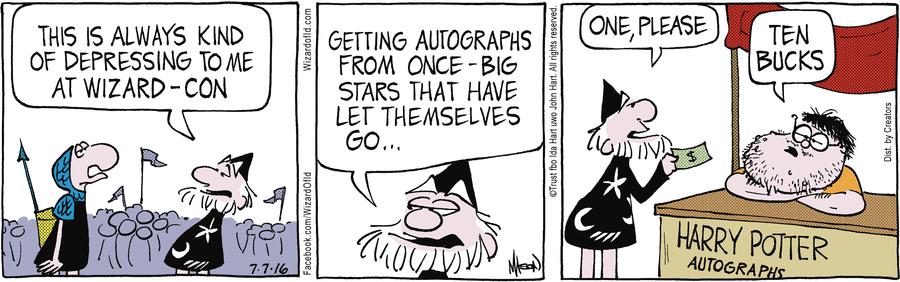 THIS IS ALWAYS KIND
OF DEPRESSING TO ME
AT WIZARD-CON
7-7-16
Facebook.com/WizardOfId
Wizardofid.com
GETTING AUTOGRAPHS
FROM ONCE-BIG
STARS THAT HAVE
LET THEMSELVES
GO...
MASON
©Trust fbo Ida Hart uwo John Hart. All rights reserved.
ONE, PLEASE
$
TEN
BUCKS
HARRY POTTER
AUTOGRAPHS
Dist. by Creators